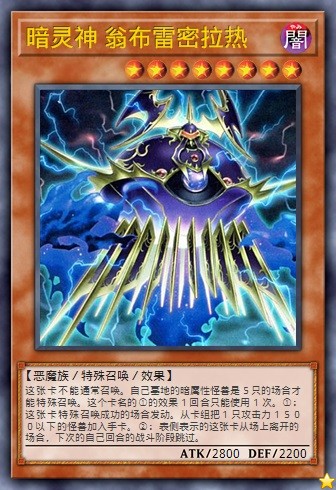 暗灵神 翁布雷密拉热
闇
【恶魔族／特殊召唤／效果】
这张卡不能通常召唤。自己墓地的暗属性怪兽是５只的场合才
能特殊召唤。这个卡名的①的效果１回合只能使用１次。①：
这张卡特殊召唤成功的场合发动。从卡组把１只攻击力１５０
０以下的怪兽加入手卡。②：表侧表示的这张卡从场上离开的
场合，下次的自己回合的战斗阶段跳过。
ATK/2800 DEF/2200